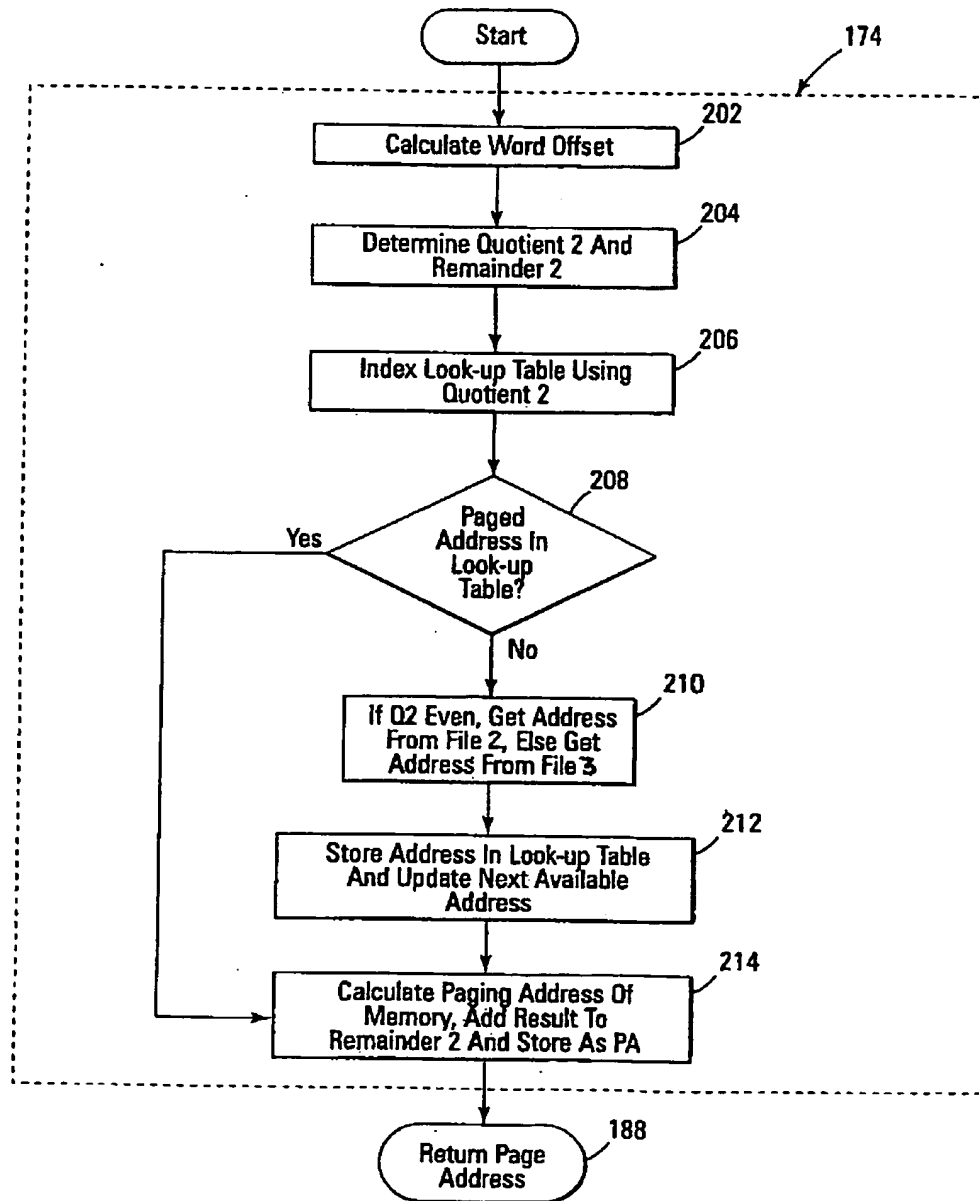 Start
174
202
Calculate Word Offset
204
Determine Quotient 2 And
Remainder 2
206
Index Look-up Table Using
Quotient 2
208
Paged
Address In
Look-up
Table?
Yes
No
210
If Q2 Even, Get Address
From File 2, Else Get
Address From File 3
212
Store Address In Look-up Table
And Update Next Available
Address
214
Calculate Paging Address Of
Memory, Add Result To
Remainder 2 And Store As PA
188
Return Page
Address